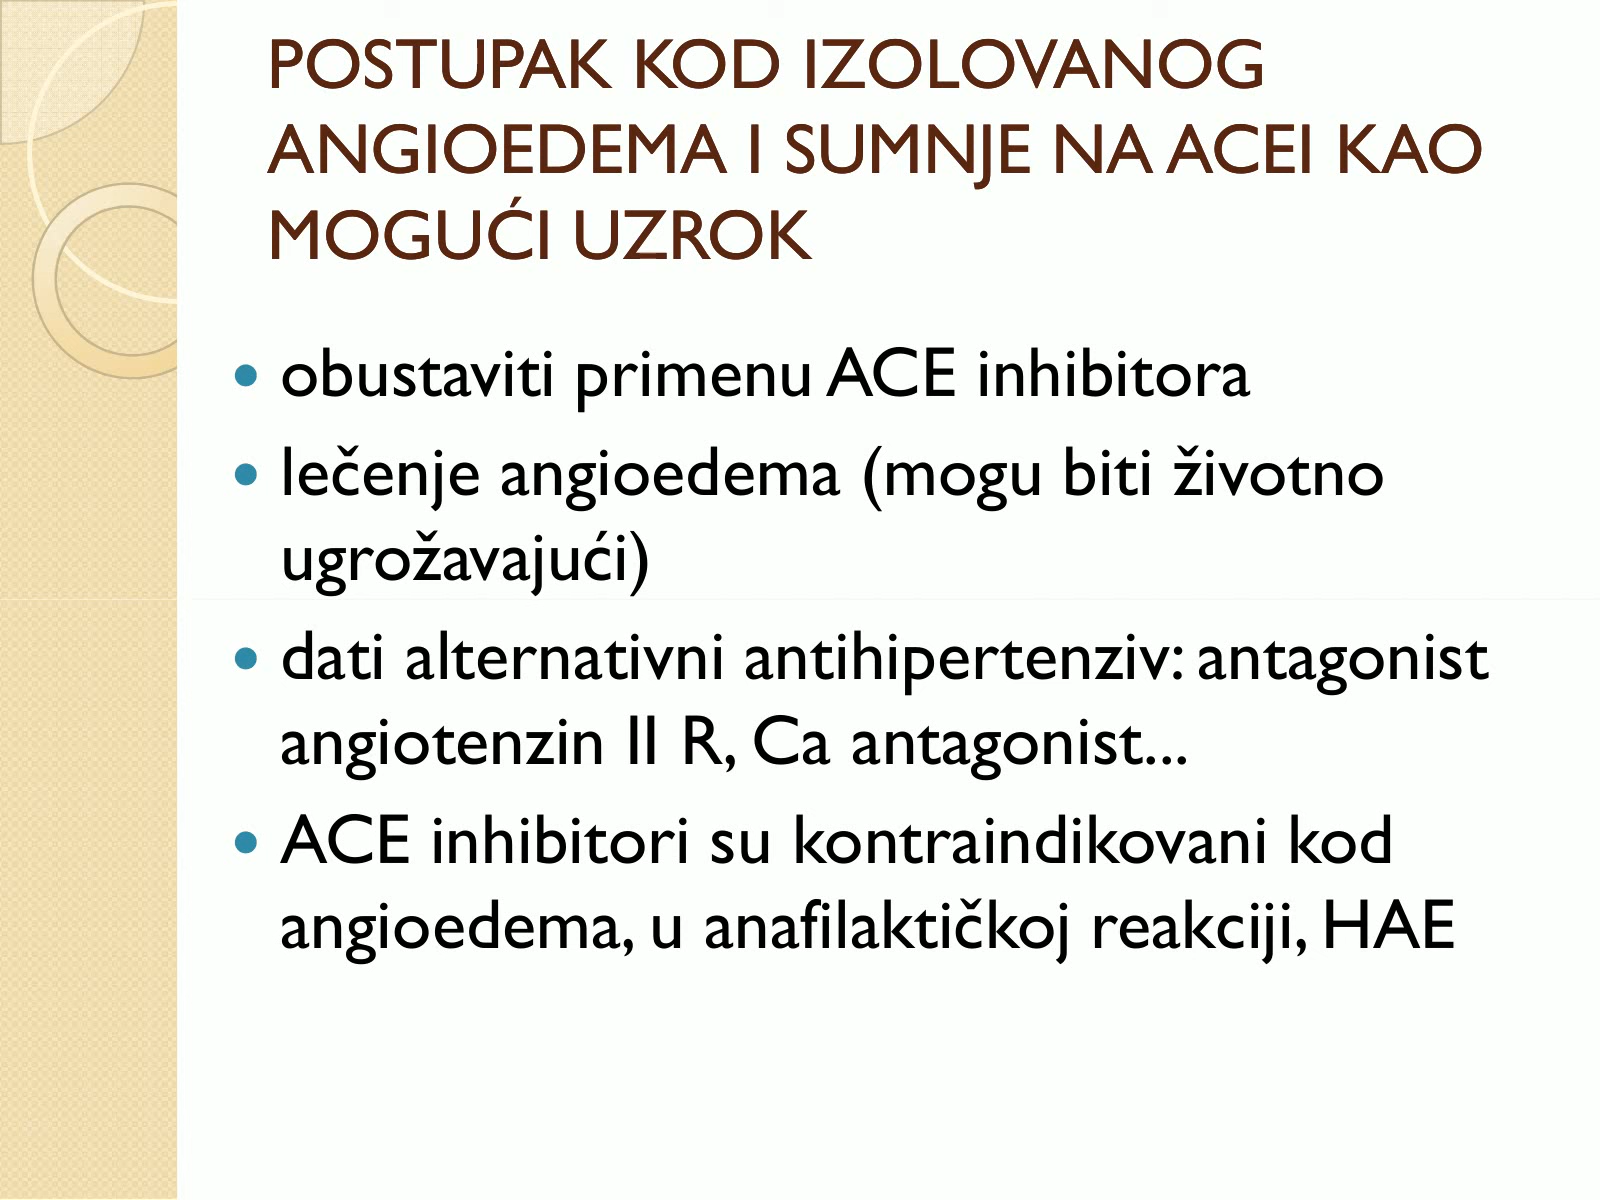 POSTUPAK KOD IZOLOVANOG
ANGIOEDEMA I SUMNJE NA ACEI KAO
MOGUĆI UZROK
• obustaviti primenu ACE inhibitora
• lečenje angioedema (mogu biti životno
ugrožavajući)
• dati alternativni antihipertenziv: antagonist
angiotenzin II R, Ca antagonist...
• ACE inhibitori su kontraindikovani kod
angioedema, u anafilaktičkoj reakciji, HAE